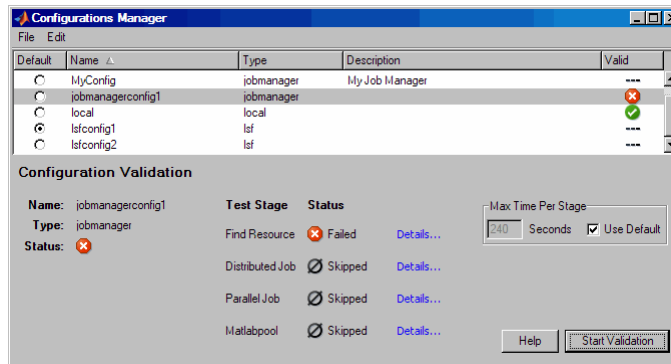 Configurations Manager
File Edit
Default Name Type Description Valid
MyConfig jobmanager My Job Manager ---
jobmanagerconfig1 jobmanager
local local
lsfconfig1 lsf ---
lsfconfig2 lsf ---
Configuration Validation
Name: jobmanagerconfig1
Type: jobmanager
Status:
Test Stage Status
Find Resource Failed Details...
Distributed Job Skipped Details...
Parallel Job Skipped Details...
Matlabpool Skipped Details...
Max Time Per Stage
240 Seconds Use Default
Help Start Validation